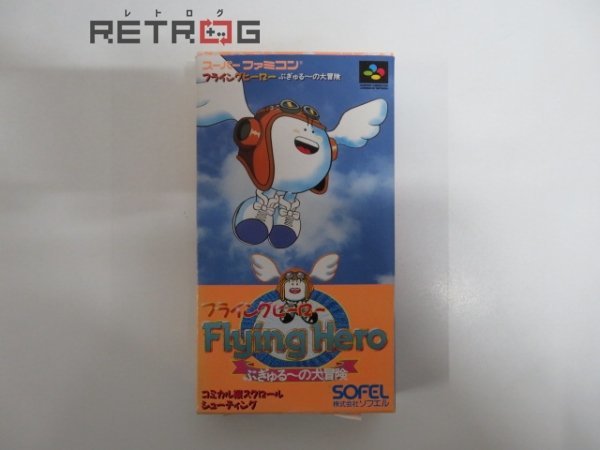 レトログ
RETROG
スーパーファミコン
フライングヒーロー ぶぎゅる〜の大冒険
フライングヒーロー
Flying Hero
ぶぎゅる〜の大冒険
コミカル横スクロール
シューティング
SOFEL
株式会社ソフエル